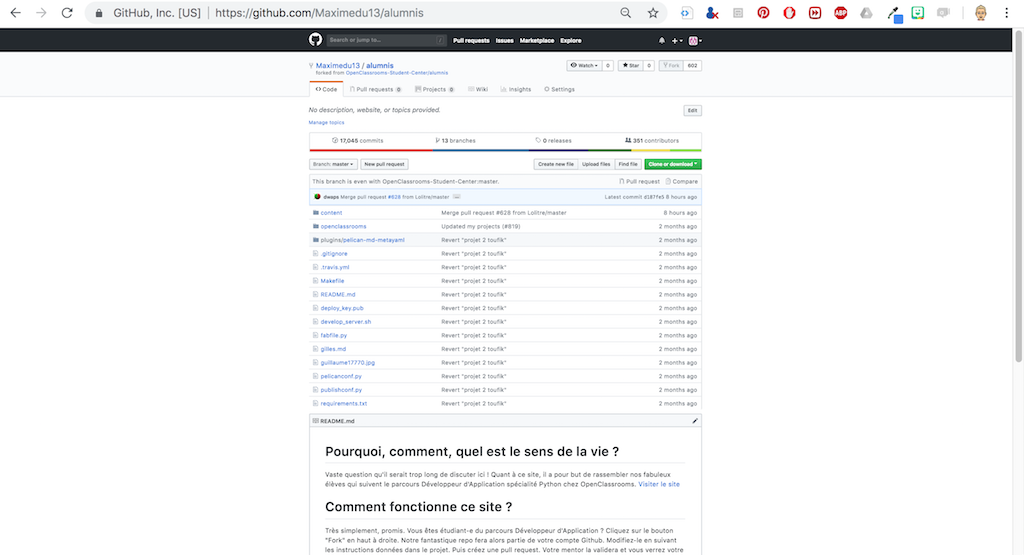 GitHub, Inc. [US] | https://github.com/Maximedu13/alumnis
Search or jump to... / Pull requests Issues Marketplace Explore
Maximedu13 / alumnis Watch 0 Star 0 Fork 602
forked from OpenClassrooms-Student-Center/alumnis
Code Pull requests 0 Projects 0 Wiki Insights Settings
No description, website, or topics provided. Edit
Manage topics
17,045 commits 13 branches 0 releases 351 contributors
Branch: master New pull request Create new file Upload files Find file Clone or download
This branch is even with OpenClassrooms-Student-Center:master. Pull request Compare
Merge pull request #628 from Lolitre/master Latest commit 8 hours ago
content Merge pull request #628 from Lolitre/master 8 hours ago
openclassrooms Updated my projects (#819) 2 months ago
plugins/pelican-md-metayaml Revert "projet 2 toufik" 2 months ago
.gitignore Revert "projet 2 toufik" 2 months ago
.travis.yml Revert "projet 2 toufik" 2 months ago
Makefile Revert "projet 2 toufik" 2 months ago
README.md Revert "projet 2 toufik" 2 months ago
deploy_key.pub Revert "projet 2 toufik" 2 months ago
develop_server.sh Revert "projet 2 toufik" 2 months ago
fabfile.py Revert "projet 2 toufik" 2 months ago
gilles.md Revert "projet 2 toufik" 2 months ago
guillaume17770.jpg Revert "projet 2 toufik" 2 months ago
pelicanconf.py Revert "projet 2 toufik" 2 months ago
publishconf.py Revert "projet 2 toufik" 2 months ago
requirements.txt Revert "projet 2 toufik" 2 months ago
README.md
Pourquoi, comment, quel est le sens de la vie ?
Vaste question qu'il serait trop long de discuter ici ! Quant à ce site, il a pour but de rassembler nos fabuleux
élèves qui suivent le parcours Développeur d'Application spécialité Python chez OpenClassrooms. Visiter le site
Comment fonctionne ce site ?
Très simplement, promis. Vous êtes étudiant·e du parcours Développeur d'Application ? Cliquez sur le bouton
"Fork" en haut à droite. Notre fantastique repo fera alors partie de votre compte Github. Modifiez-le en suivant
les instructions données dans le projet. Puis créez une pull request. Votre mentor la validera et vous verrez votre